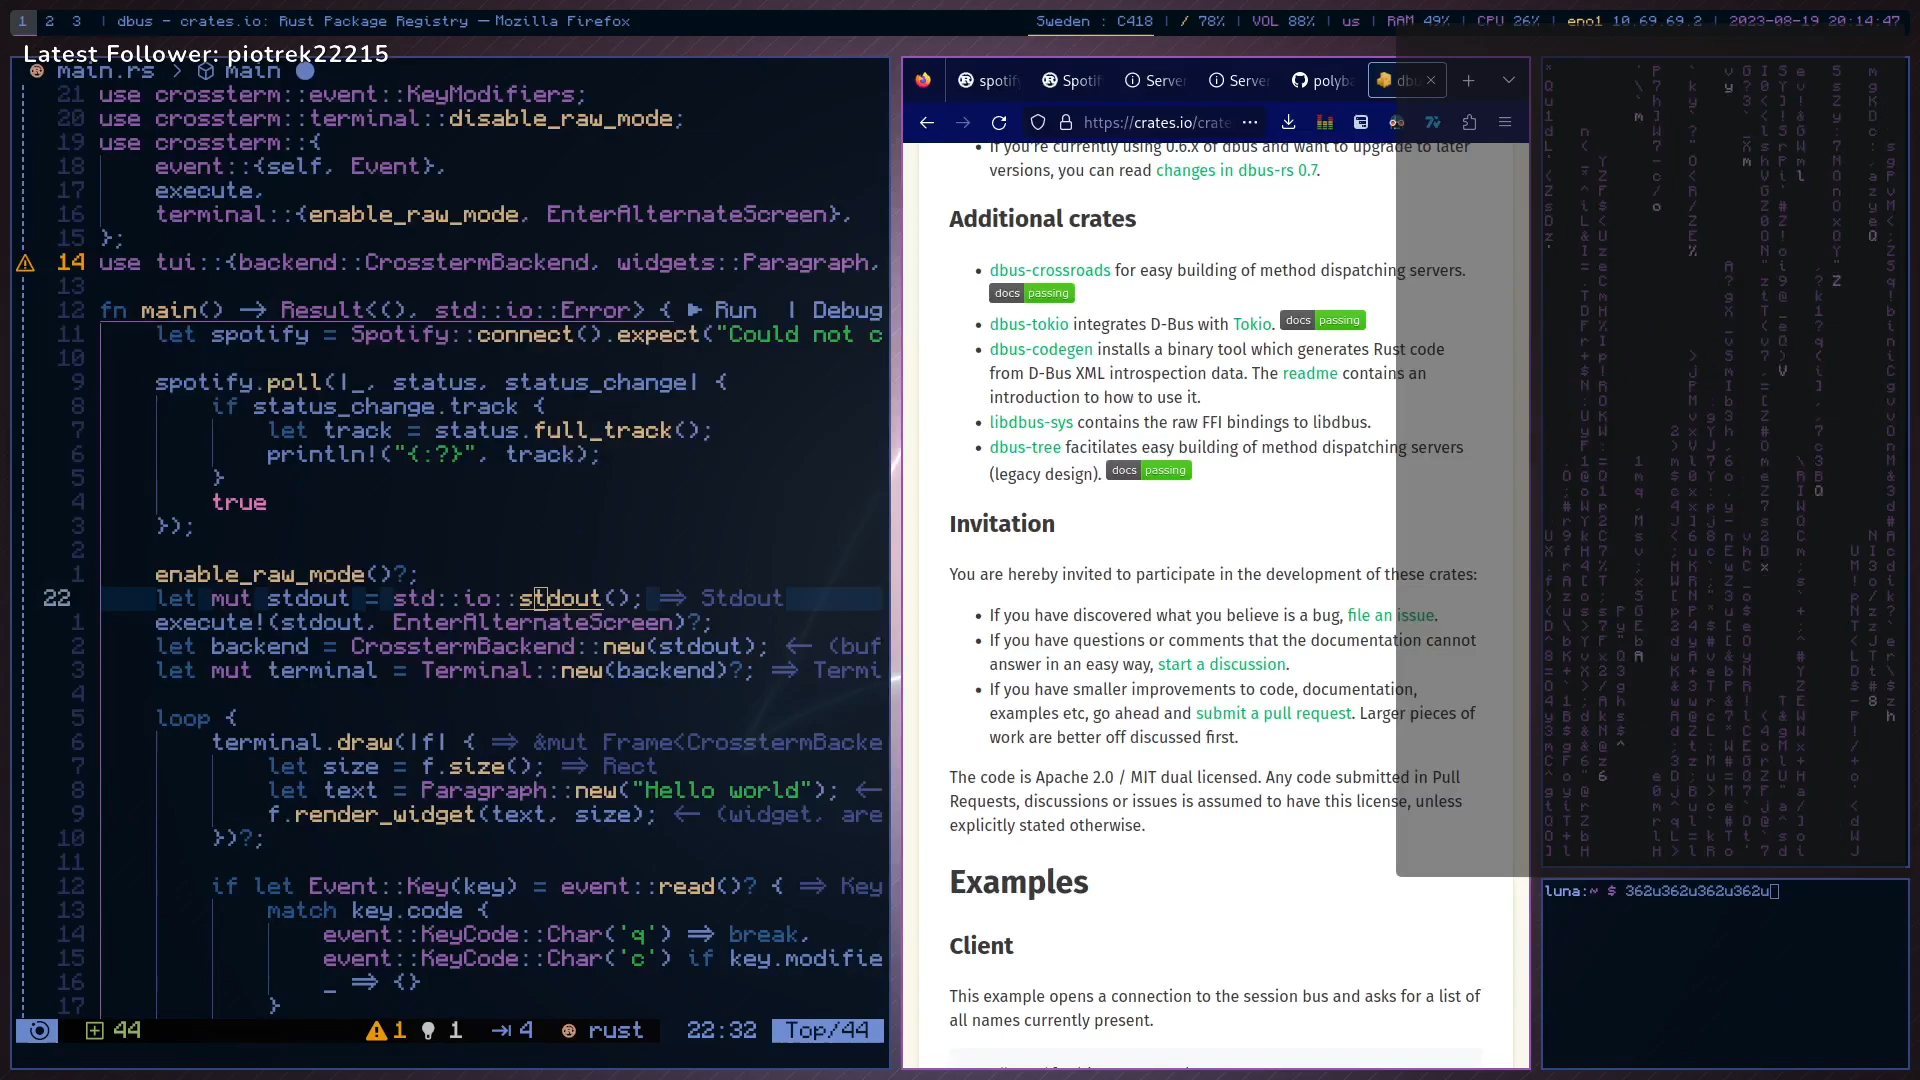 1 2 3 | dbus – crates.io: Rust Package Registry — Mozilla Firefox
Sweden : C418 | / 78% | VOL 88% | us | RAM 49% | CPU 26% | eno1 10.69.69.2 | 2023-08-19 20:14:47
Latest Follower: piotrek22215
main.rs > main
21 use crossterm::event::KeyModifiers;
20 use crossterm::terminal::disable_raw_mode;
19 use crossterm::{
18 event::{self, Event},
17 execute,
16 terminal::{enable_raw_mode, EnterAlternateScreen},
15 };
14 use tui::{backend::CrosstermBackend, widgets::Paragraph,
13
12 fn main() -> Result<(), std::io::Error> { ▶ Run | Debug
11 let spotify = Spotify::connect().expect("Could not c
10
9 spotify.poll(|_, status, status_change| {
8 if status_change.track {
7 let track = status.full_track();
6 println!("{:?}", track);
5 }
4 true
3 });
2
1 enable_raw_mode()?;
22 let mut stdout = std::io::stdout(); => Stdout
1 execute!(stdout, EnterAlternateScreen)?;
2 let backend = CrosstermBackend::new(stdout); <- (buf
3 let mut terminal = Terminal::new(backend)?; => Termi
4
5 loop {
6 terminal.draw(|f| { => &mut Frame<CrosstermBacke
7 let size = f.size(); => Rect
8 let text = Paragraph::new("Hello world"); <-
9 f.render_widget(text, size); <- (widget, are
10 })?;
11
12 if let Event::Key(key) = event::read()? { => Key
13 match key.code {
14 event::KeyCode::Char('q') => break,
15 event::KeyCode::Char('c') if key.modifie
16 _ => {}
17 }
44 1 1 4 rust 22:32 Top/44
spotif Spotif Server Server polyba dbu
https://crates.io/crate
If you're currently using 0.6.x of dbus and want to upgrade to later
versions, you can read changes in dbus-rs 0.7.
Additional crates
• dbus-crossroads for easy building of method dispatching servers.
docs passing
• dbus-tokio integrates D-Bus with Tokio. docs passing
• dbus-codegen installs a binary tool which generates Rust code
from D-Bus XML introspection data. The readme contains an
introduction to how to use it.
• libdbus-sys contains the raw FFI bindings to libdbus.
• dbus-tree facitilates easy building of method dispatching servers
(legacy design). docs passing
Invitation
You are hereby invited to participate in the development of these crates:
• If you have discovered what you believe is a bug, file an issue.
• If you have questions or comments that the documentation cannot
answer in an easy way, start a discussion.
• If you have smaller improvements to code, documentation,
examples etc, go ahead and submit a pull request. Larger pieces of
work are better off discussed first.
The code is Apache 2.0 / MIT dual licensed. Any code submitted in Pull
Requests, discussions or issues is assumed to have this license, unless
explicitly stated otherwise.
Examples
Client
This example opens a connection to the session bus and asks for a list of
all names currently present.
luna:~ $ 362u362u362u362u